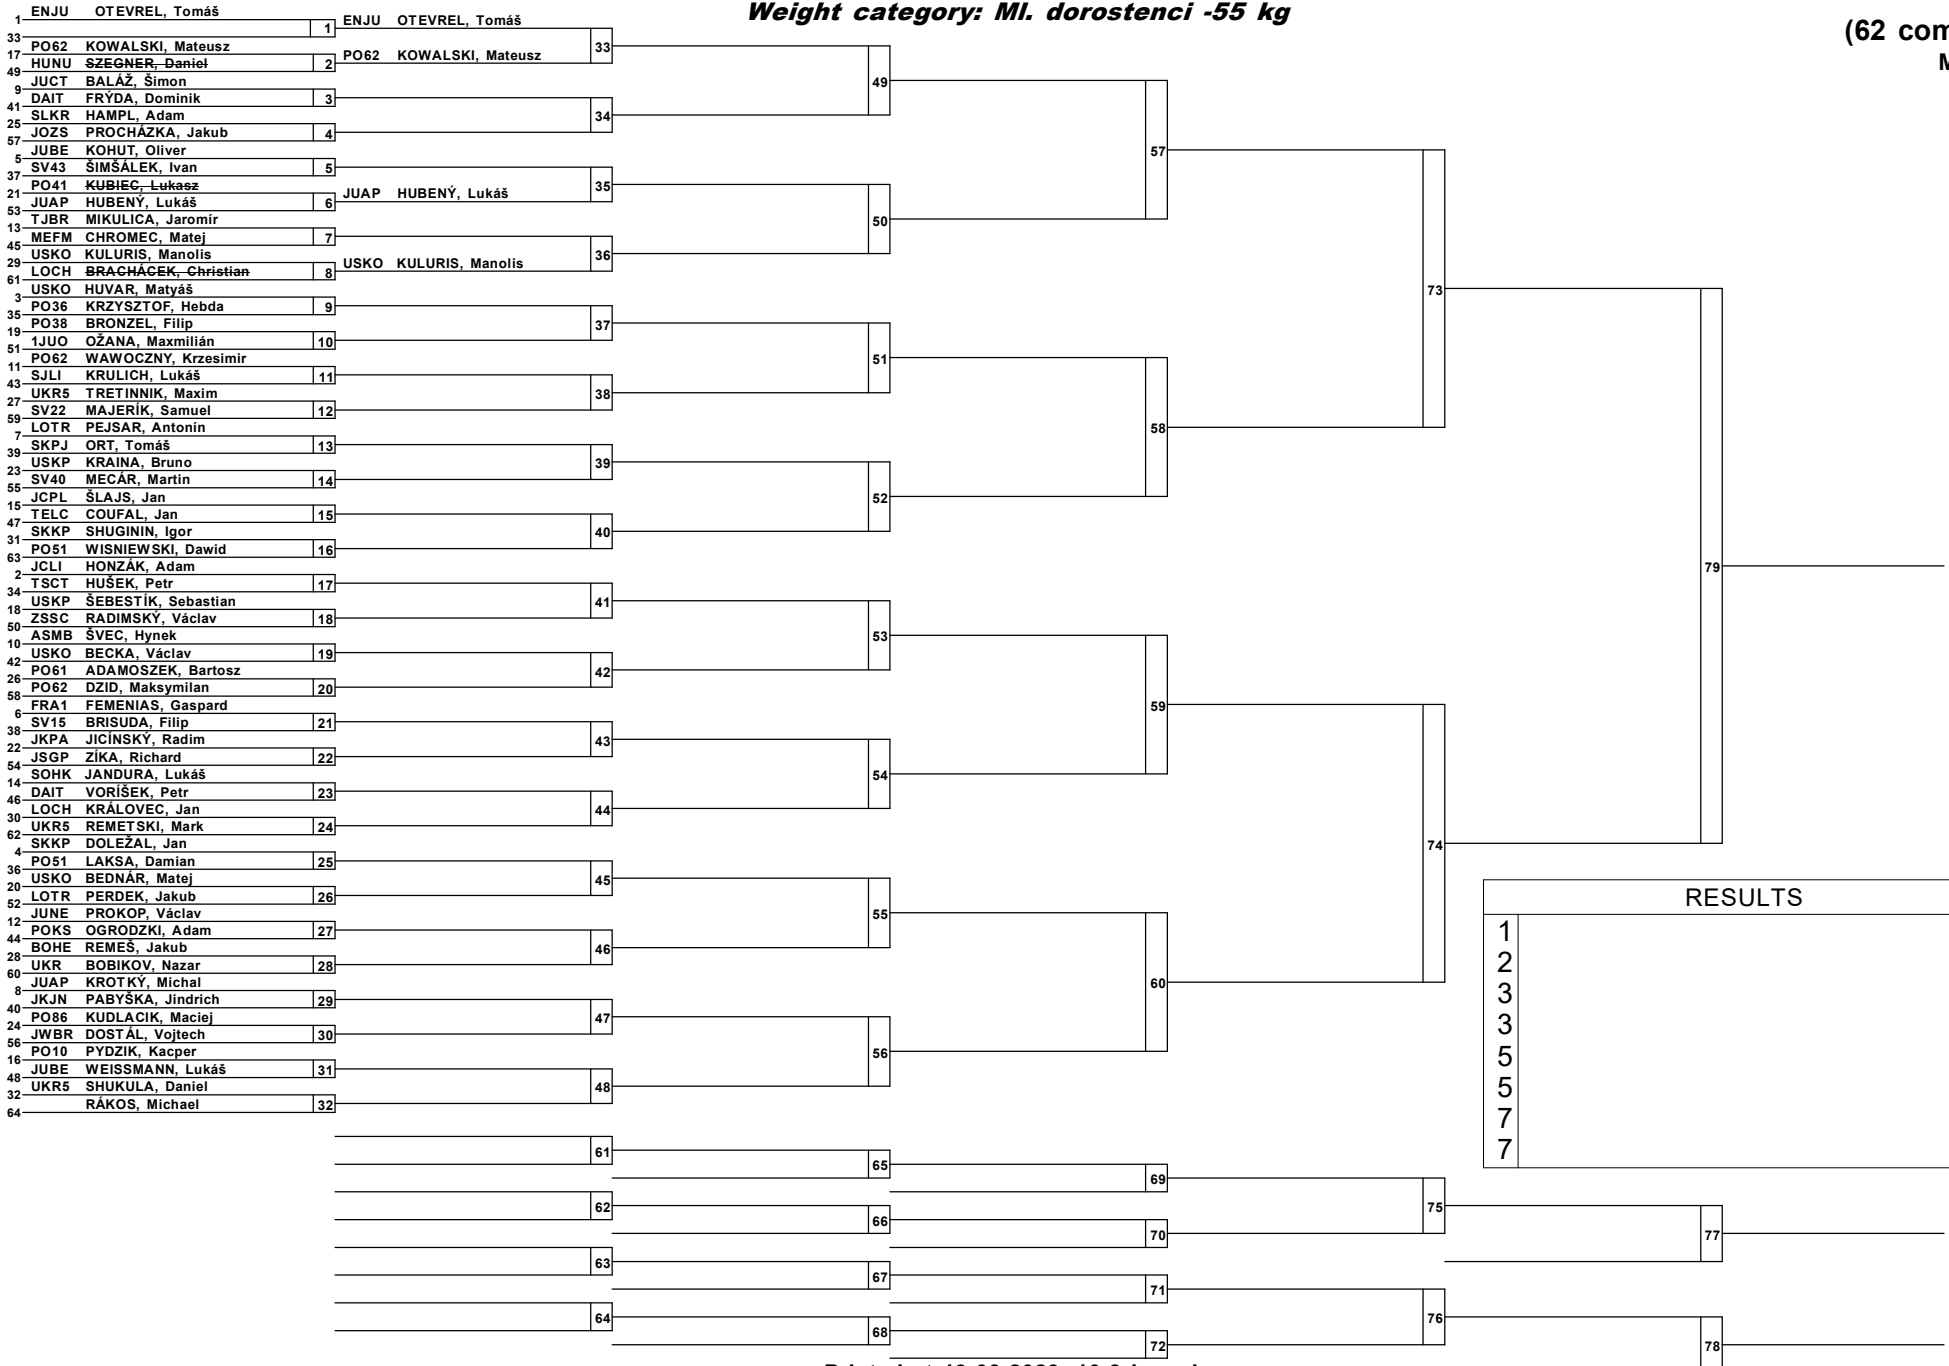 Weight category: Ml. dorostenci -55 kg
(62
1 ENJU OTEVREL, Tomáš
33
1
17 PO62 KOWALSKI, Mateusz
49 HUNU SZEGNER, Daniel
2
9 JUCT BALÁŽ, Šimon
41 DAIT FRÝDA, Dominik
3
25 SLKR HAMPL, Adam
57 JOZS PROCHÁZKA, Jakub
4
5 JUBE KOHUT, Oliver
37 SV43 ŠIMŠÁLEK, Ivan
5
21 PO41 KUBIEC, Lukasz
53 JUAP HUBENÝ, Lukáš
6
13 TJBR MIKULICA, Jaromír
45 MEFM CHROMEC, Matej
7
29 USKO KULURIS, Manolis
61 LOCH BRACHÁCEK, Christian
8
3 USKO HUVAR, Matyáš
35 PO36 KRZYSZTOF, Hebda
9
19 PO38 BRONZEL, Filip
51 1JUO OŽANA, Maxmilián
10
11 PO62 WAWOCZNY, Krzesimir
43 SJLI KRULICH, Lukáš
11
27 UKR5 TRETINNIK, Maxim
59 SV22 MAJERÍK, Samuel
12
7 LOTR PEJSAR, Antonín
39 SKPJ ORT, Tomáš
13
23 USKP KRAINA, Bruno
55 SV40 MECÁR, Martin
14
15 JCPL ŠLAJS, Jan
47 TELC COUFAL, Jan
15
31 SKKP SHUGININ, Igor
63 PO51 WISNIEWSKI, Dawid
16
2 JCLI HONZÁK, Adam
34 TSCT HUŠEK, Petr
17
18 USKP ŠEBESTÍK, Sebastian
50 ZSSC RADIMSKÝ, Václav
18
10 ASMB ŠVEC, Hynek
42 USKO BECKA, Václav
19
26 PO61 ADAMOSZEK, Bartosz
58 PO62 DZID, Maksymilan
20
6 FRA1 FEMENIAS, Gaspard
38 SV15 BRISUDA, Filip
21
22 JKPA JICÍNSKÝ, Radim
54 JSGP ZÍKA, Richard
22
14 SOHK JANDURA, Lukáš
46 DAIT VORÍŠEK, Petr
23
30 LOCH KRÁLOVEC, Jan
62 UKR5 REMETSKI, Mark
24
4 SKKP DOLEŽAL, Jan
36 PO51 LAKSA, Damian
25
20 USKO BEDNÁR, Matej
52 LOTR PERDEK, Jakub
26
12 JUNE PROKOP, Václav
44 POKS OGRODZKI, Adam
27
28 BOHE REMEŠ, Jakub
60 UKR BOBIKOV, Nazar
28
8 JUAP KROTKÝ, Michal
40 JKJN PABYŠKA, Jindrich
29
24 PO86 KUDLACIK, Maciej
56 JWBR DOSTÁL, Vojtech
30
16 PO10 PYDZIK, Kacper
48 JUBE WEISSMANN, Lukáš
31
32 UKR5 SHUKULA, Daniel
64 RÁKOS, Michael
32
ENJU OTEVREL, Tomáš
PO62 KOWALSKI, Mateusz
JUAP HUBENÝ, Lukáš
USKO KULURIS, Manolis
33
34
35
36
37
38
39
40
41
42
43
44
45
46
47
48
49
50
51
52
53
54
55
56
57
58
59
60
73
74
79
RESULTS
1
2
3
3
5
5
7
7
61
62
63
64
65
66
67
68
69
70
71
72
75
76
77
78